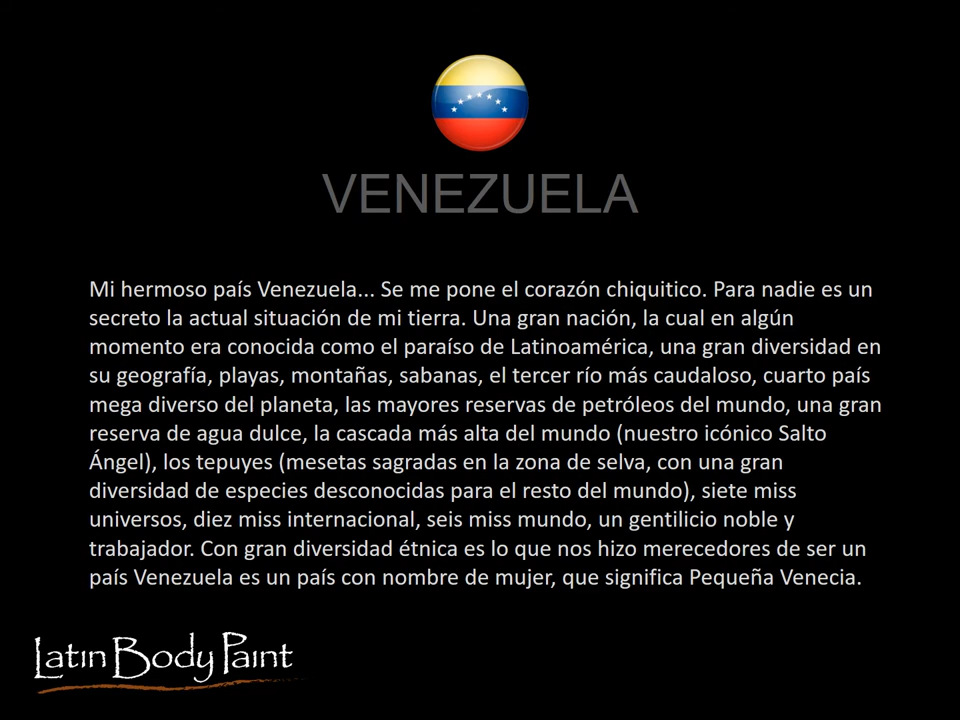 VENEZUELA
Mi hermoso país Venezuela... Se me pone el corazón chiquitico. Para nadie es un
secreto la actual situación de mi tierra. Una gran nación, la cual en algún
momento era conocida como el paraíso de Latinoamérica, una gran diversidad en
su geografía, playas, montañas, sabanas, el tercer río más caudaloso, cuarto país
mega diverso del planeta, las mayores reservas de petróleos del mundo, una gran
reserva de agua dulce, la cascada más alta del mundo (nuestro icónico Salto
Ángel), los tepuyes (mesetas sagradas en la zona de selva, con una gran
diversidad de especies desconocidas para el resto del mundo), siete miss
universos, diez miss internacional, seis miss mundo, un gentilicio noble y
trabajador. Con gran diversidad étnica es lo que nos hizo merecedores de ser un
país Venezuela es un país con nombre de mujer, que significa Pequeña Venecia.
Latin Body Paint